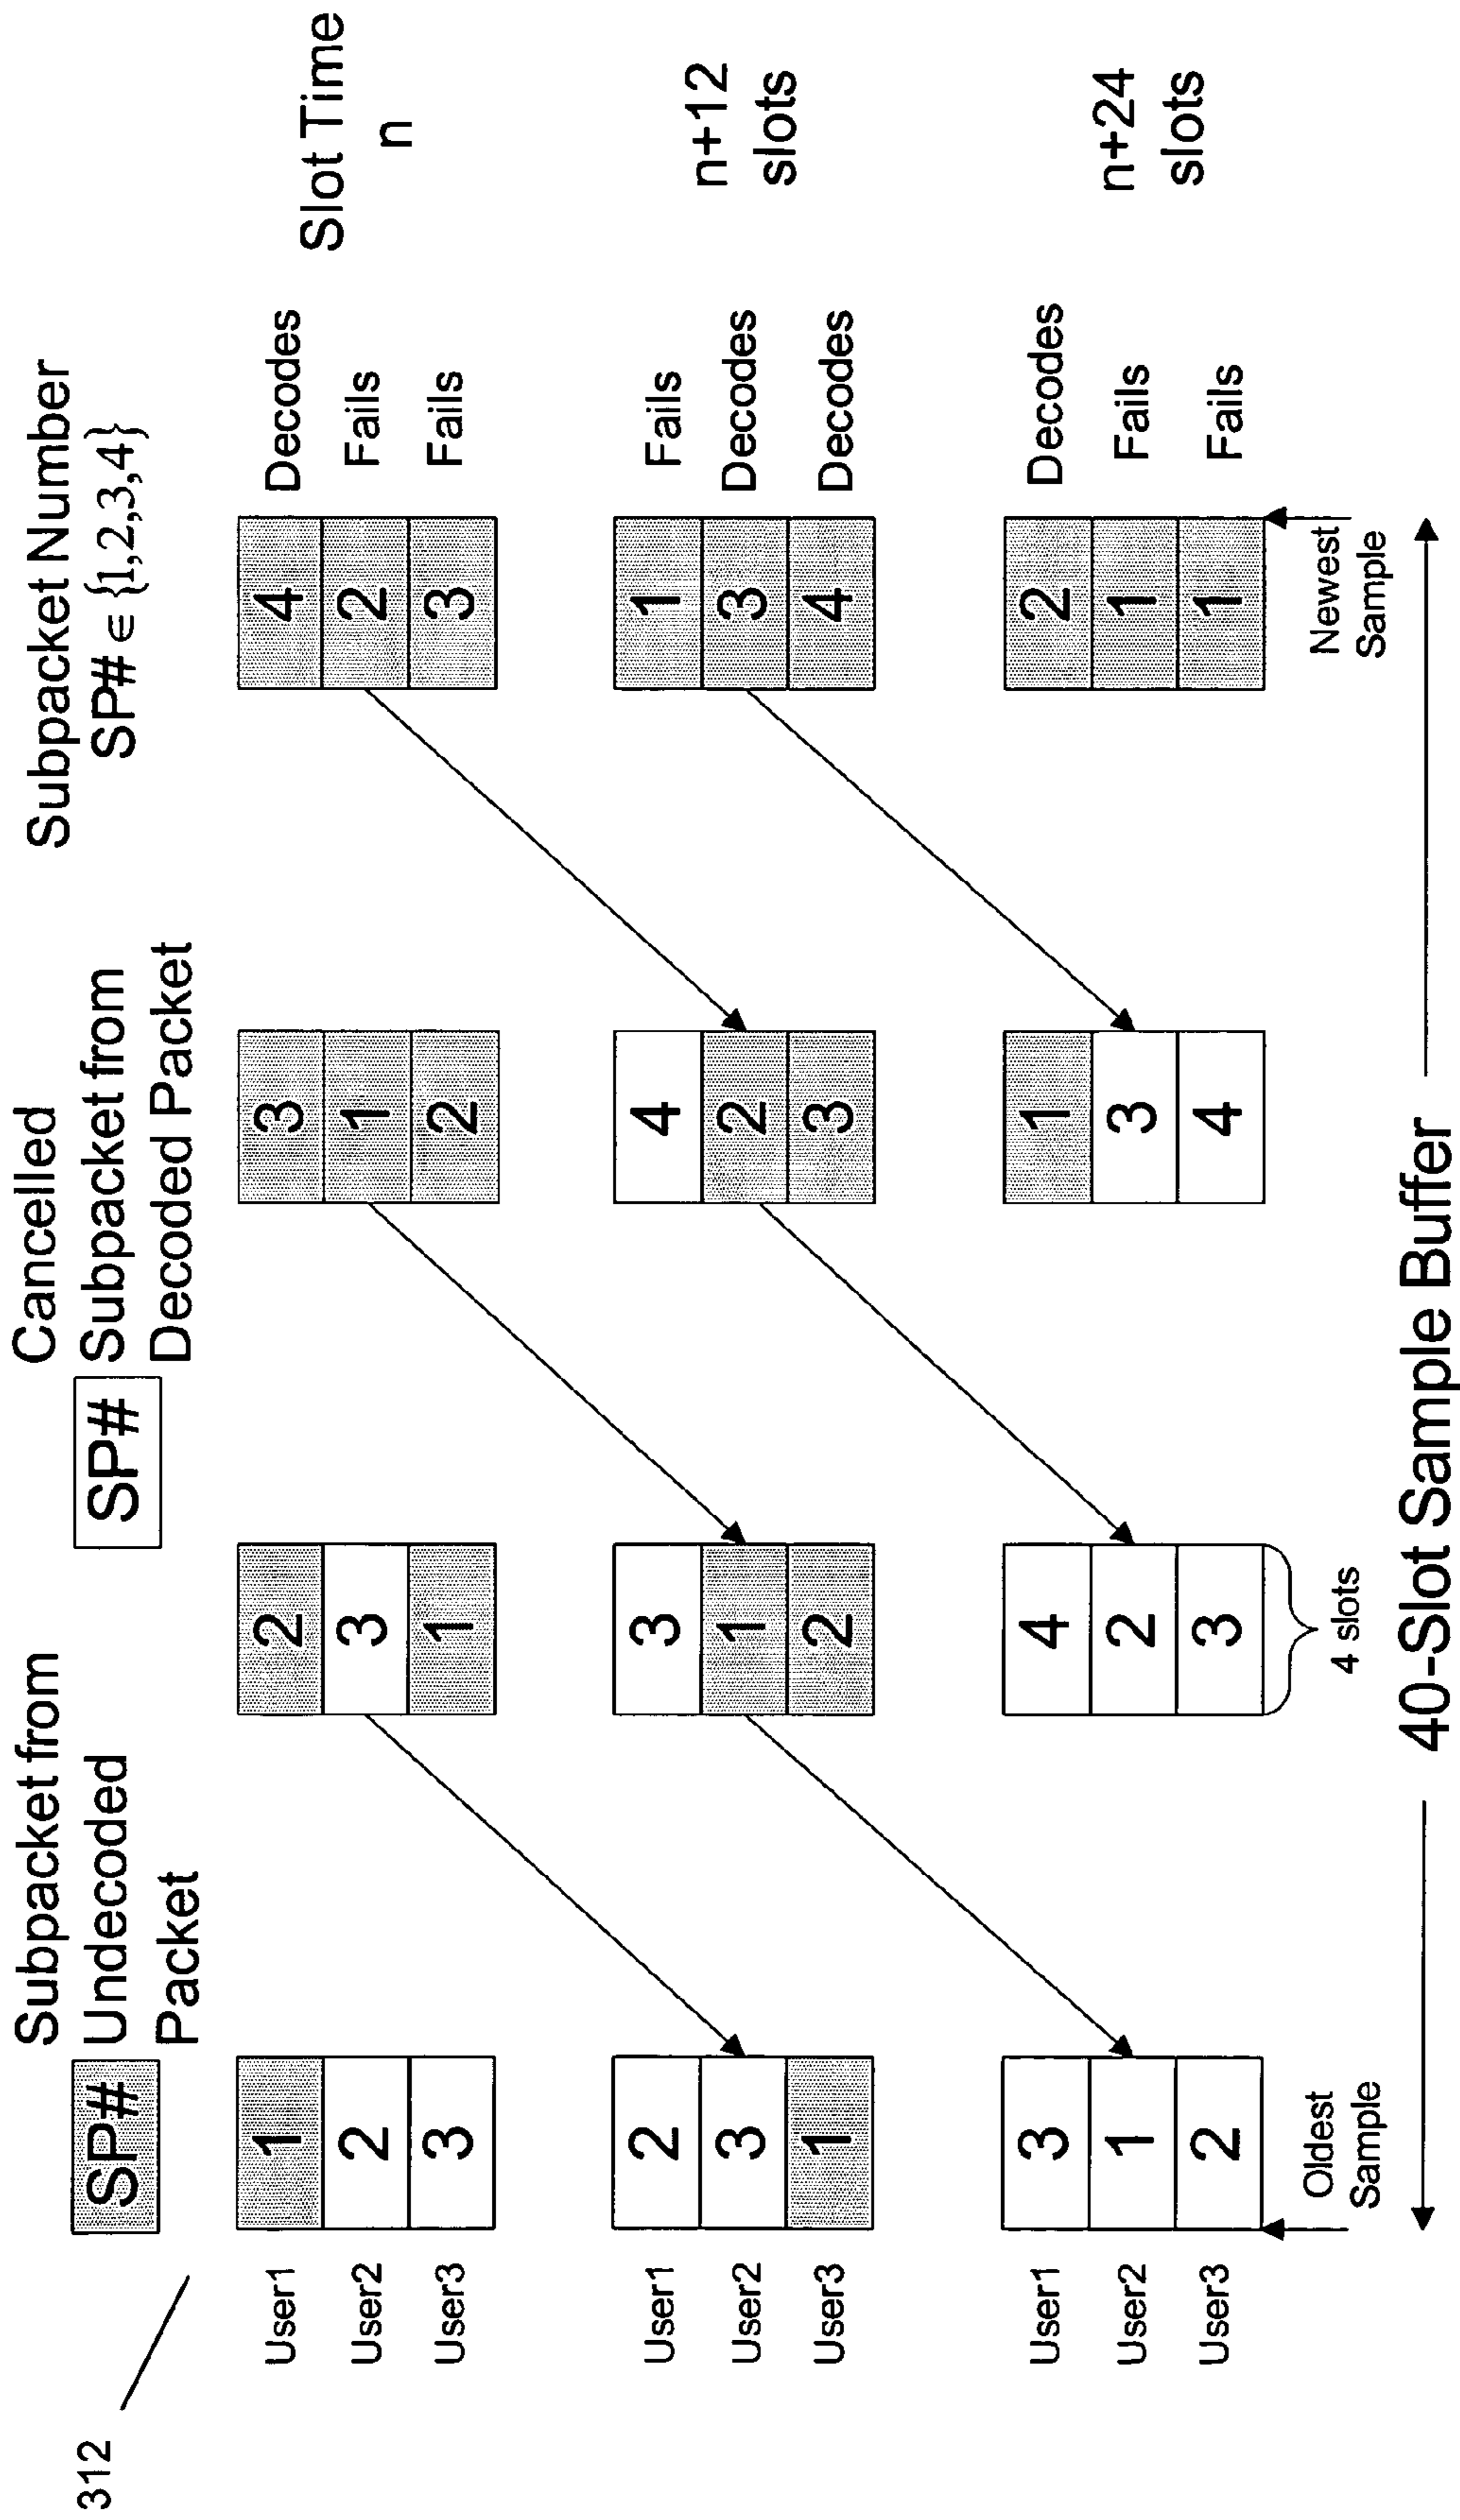 312
SP#
Subpacket from
Undecoded
Packet
SP#
Cancelled
Subpacket from
Decoded Packet
Subpacket Number
SP# ∈ {1,2,3,4}
Slot Time
n
User1 1 2 3 4 Decodes
User2 2 3 1 2 Fails
User3 3 1 2 3 Fails
n+12
slots
User1 2 3 4 1 Fails
User2 3 1 2 3 Decodes
User3 1 2 3 4 Decodes
n+24
slots
User1 3 4 1 2 Decodes
User2 1 2 3 1 Fails
User3 2 3 4 1 Fails
Oldest
Sample
4 slots
Newest
Sample
40-Slot Sample Buffer